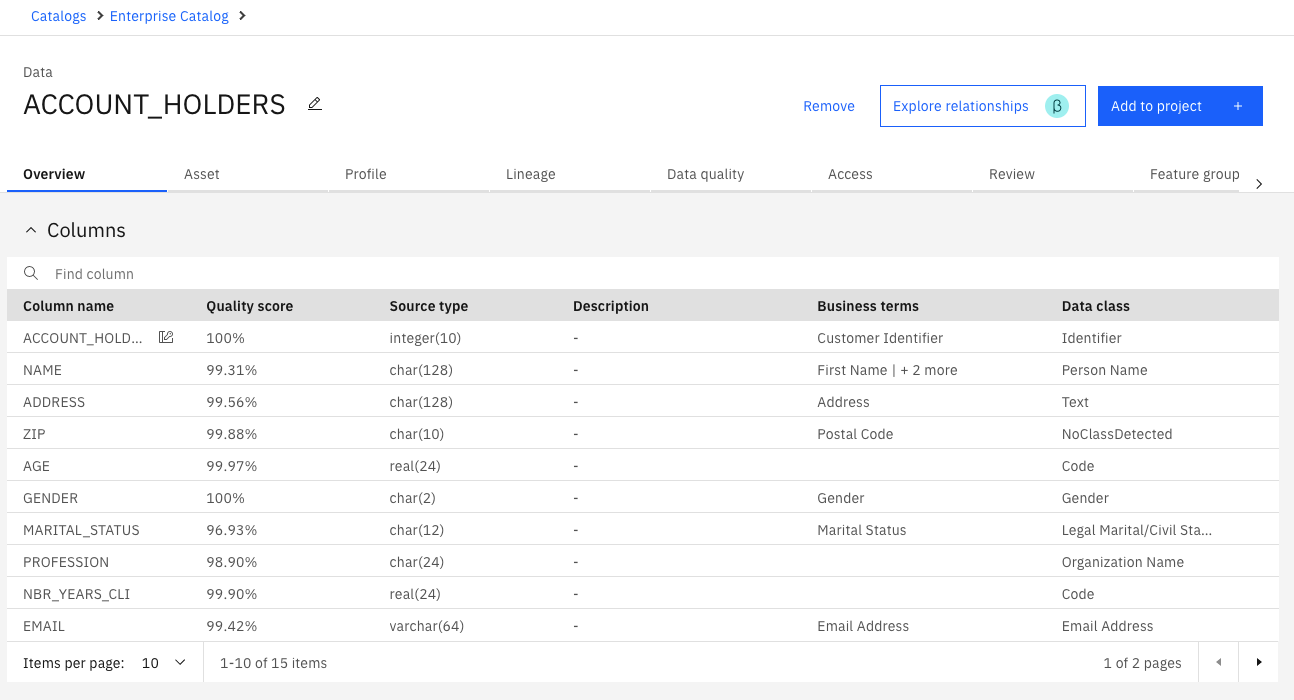 Catalogs Enterprise Catalog
Data
ACCOUNT_HOLDERS
Remove Explore relationships β Add to project +
Overview Asset Profile Lineage Data quality Access Review Feature group
Columns
Find column
Column name Quality score Source type Description Business terms Data class
ACCOUNT_HOLD... 100% integer(10) - Customer Identifier Identifier
NAME 99.31% char(128) - First Name | + 2 more Person Name
ADDRESS 99.56% char(128) - Address Text
ZIP 99.88% char(10) - Postal Code NoClassDetected
AGE 99.97% real(24) - Code
GENDER 100% char(2) - Gender Gender
MARITAL_STATUS 96.93% char(12) - Marital Status Legal Marital/Civil Sta...
PROFESSION 98.90% char(24) - Organization Name
NBR_YEARS_CLI 99.90% real(24) - Code
EMAIL 99.42% varchar(64) - Email Address Email Address
Items per page: 10 1-10 of 15 items 1 of 2 pages